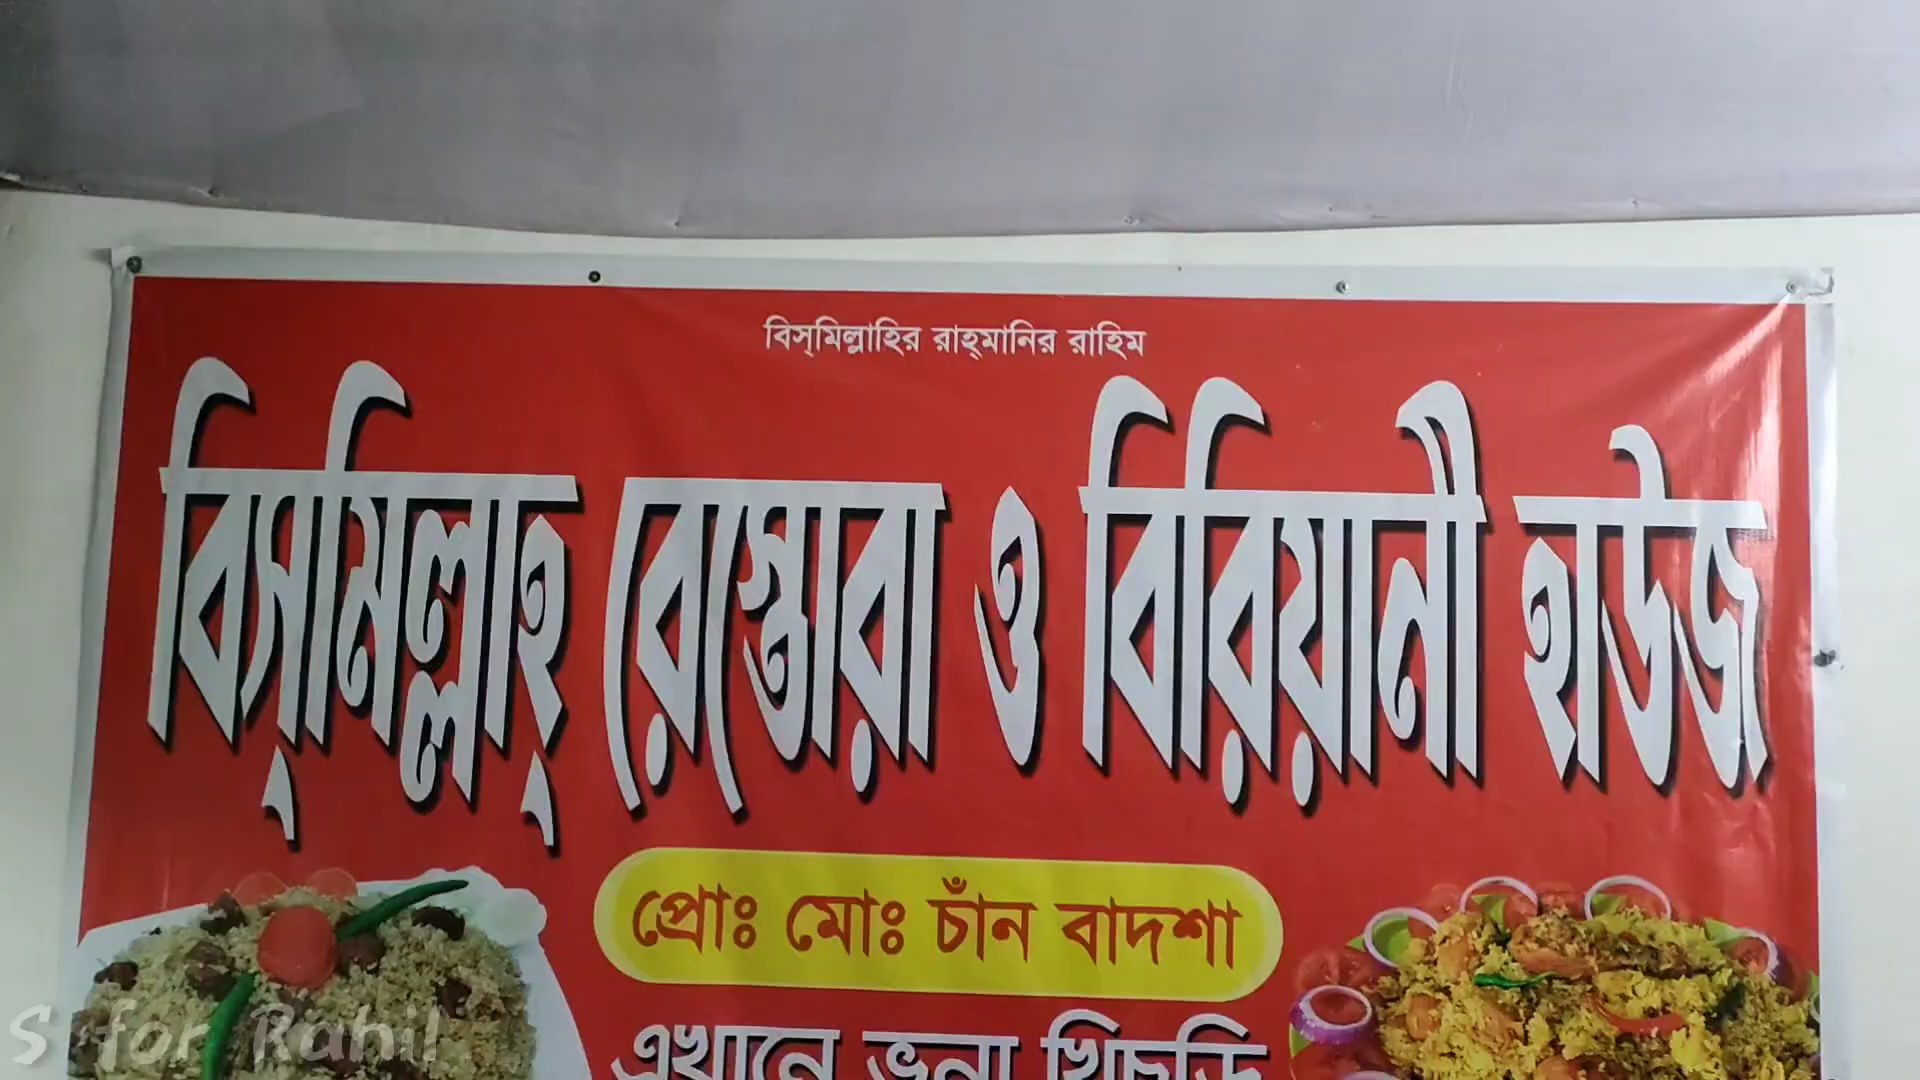 বিস্‌মিল্লাহির রাহ্‌মানির রাহিম
বিস্‌মিল্লাহ্ রেস্তোরা ও বিরিয়ানী হাউজ
প্রোঃ মোঃ চাঁন বাদশা
এখানে ভুনা খিচুড়ি
S for Rahil